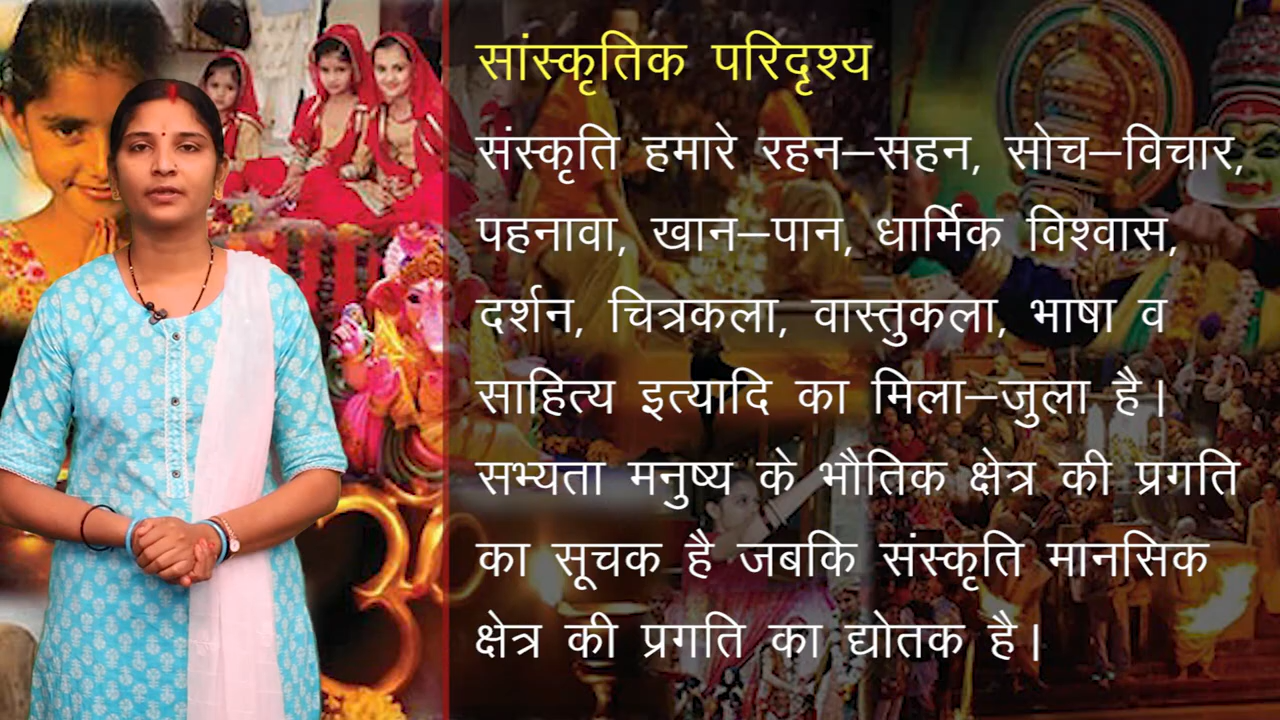 सांस्कृतिक परिदृश्य
संस्कृति हमारे रहन–सहन, सोच–विचार,
पहनावा, खान–पान, धार्मिक विश्वास,
दर्शन, चित्रकला, वास्तुकला, भाषा व
साहित्य इत्यादि का मिला–जुला है।
सभ्यता मनुष्य के भौतिक क्षेत्र की प्रगति
का सूचक है जबकि संस्कृति मानसिक
क्षेत्र की प्रगति का द्योतक है।